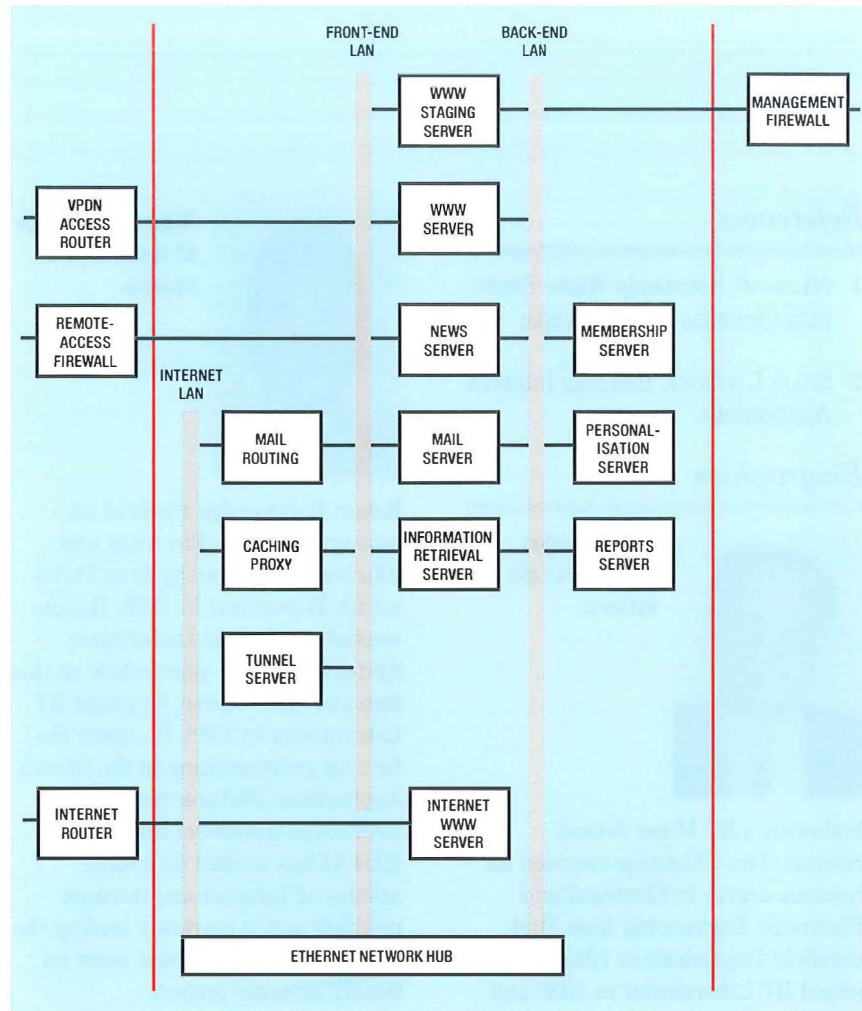 FRONT-END
LAN
BACK-END
LAN
WWW
STAGING
SERVER
MANAGEMENT
FIREWALL
VPDN
ACCESS
ROUTER
WWW
SERVER
REMOTE-
ACCESS
FIREWALL
NEWS
SERVER
MEMBERSHIP
SERVER
INTERNET
LAN
MAIL
ROUTING
MAIL
SERVER
PERSONAL-
ISATION
SERVER
CACHING
PROXY
INFORMATION
RETRIEVAL
SERVER
REPORTS
SERVER
TUNNEL
SERVER
INTERNET
ROUTER
INTERNET
WWW
SERVER
ETHERNET NETWORK HUB